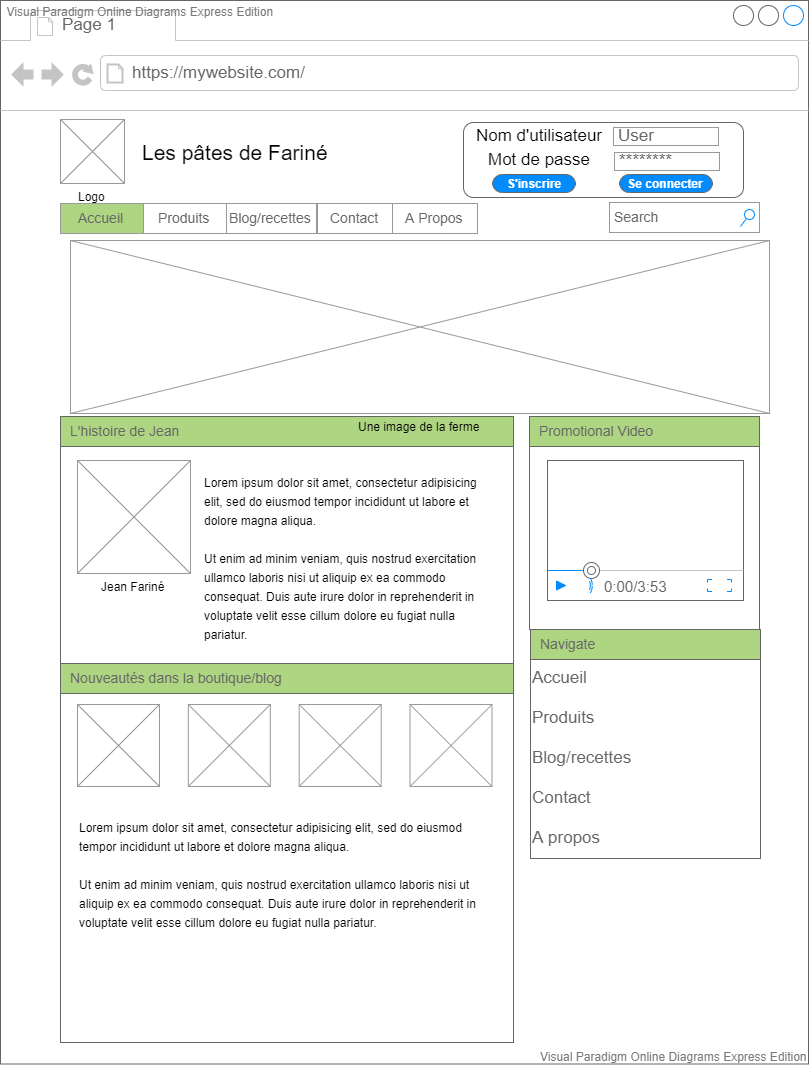 Visual Paradigm Online Diagrams Express Edition
Page 1
https://mywebsite.com/
Les pâtes de Fariné
Logo
Nom d'utilisateur User
Mot de passe ********
S'inscrire Se connecter
Accueil Produits Blog/recettes Contact A Propos
Search
L'histoire de Jean
Une image de la ferme
Promotional Video
Lorem ipsum dolor sit amet, consectetur adipisicing
elit, sed do eiusmod tempor incididunt ut labore et
dolore magna aliqua.
Ut enim ad minim veniam, quis nostrud exercitation
ullamco laboris nisi ut aliquip ex ea commodo
consequat. Duis aute irure dolor in reprehenderit in
voluptate velit esse cillum dolore eu fugiat nulla
pariatur.
Jean Fariné
0:00/3:53
Nouveautés dans la boutique/blog
Lorem ipsum dolor sit amet, consectetur adipisicing elit, sed do eiusmod
tempor incididunt ut labore et dolore magna aliqua.
Ut enim ad minim veniam, quis nostrud exercitation ullamco laboris nisi ut
aliquip ex ea commodo consequat. Duis aute irure dolor in reprehenderit in
voluptate velit esse cillum dolore eu fugiat nulla pariatur.
Navigate
Accueil
Produits
Blog/recettes
Contact
A propos
Visual Paradigm Online Diagrams Express Edition